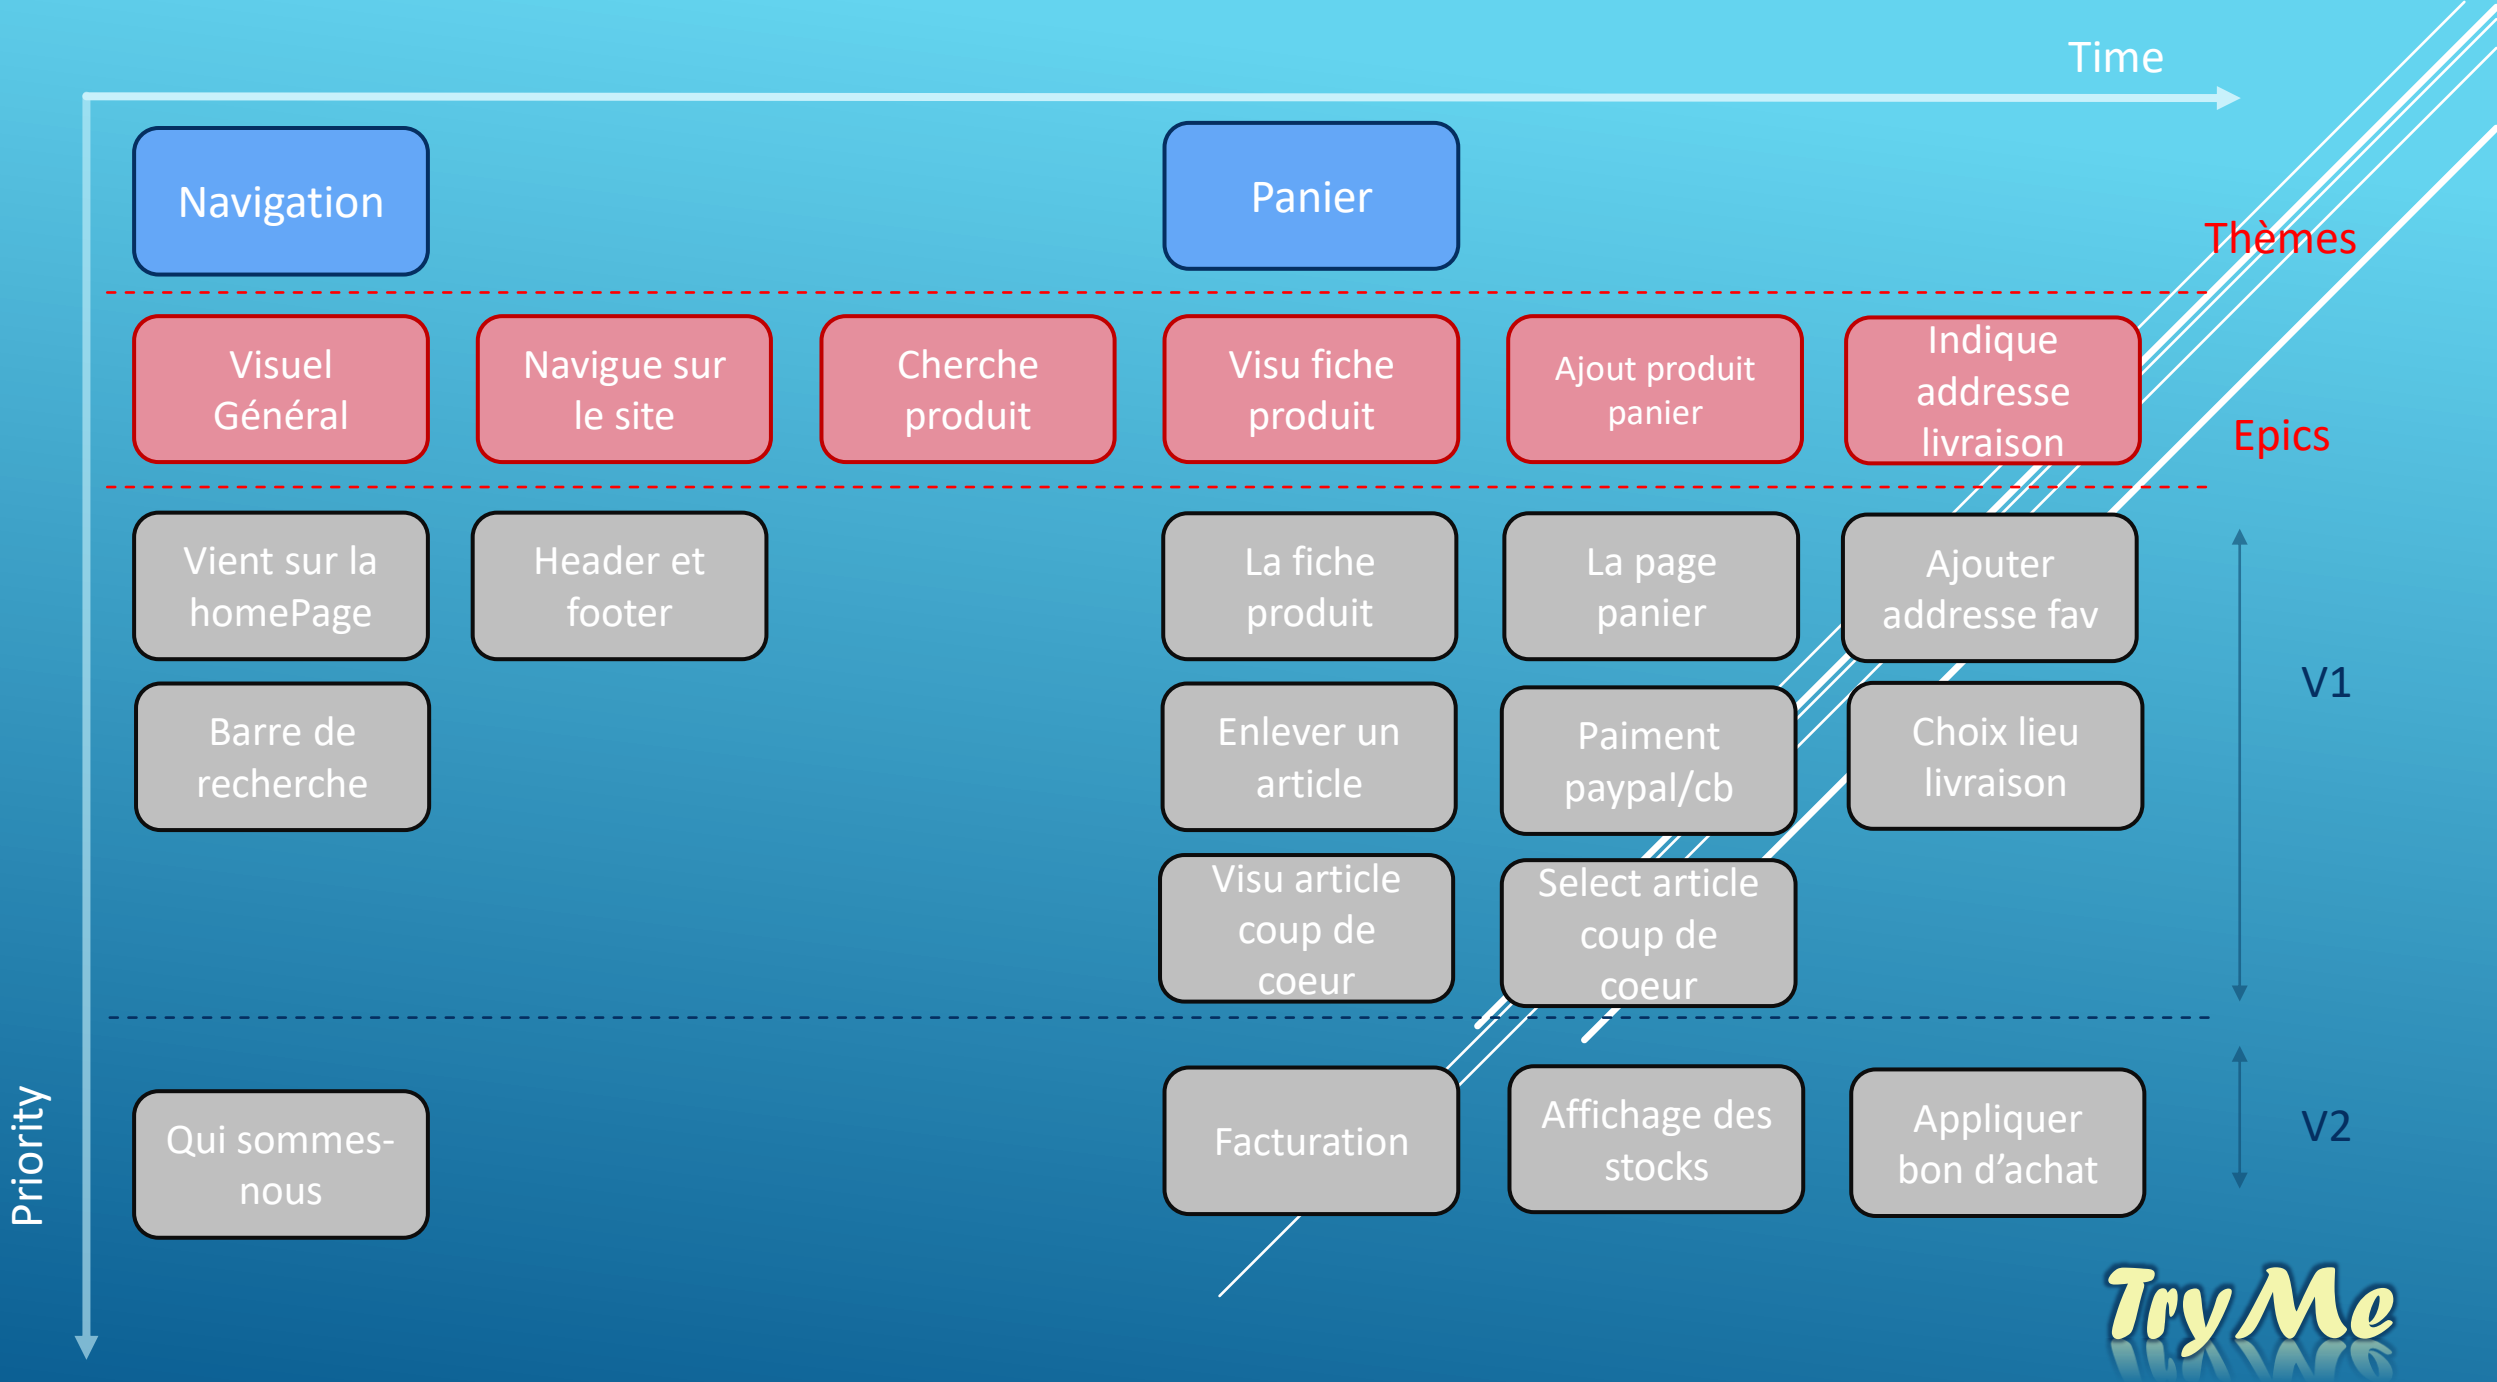 Time
Navigation
Panier
Thèmes
Visuel
Général
Navigue sur
le site
Cherche
produit
Visu fiche
produit
Ajout produit
panier
Indique
addresse
livraison
Epics
Vient sur la
homePage
Header et
footer
La fiche
produit
La page
panier
Ajouter
addresse fav
V1
Barre de
recherche
Enlever un
article
Paiment
paypal/cb
Choix lieu
livraison
Visu article
coup de
coeur
Select article
coup de
coeur
Priority
Qui sommes-
nous
Facturation
Affichage des
stocks
Appliquer
bon d’achat
V2
Try Me